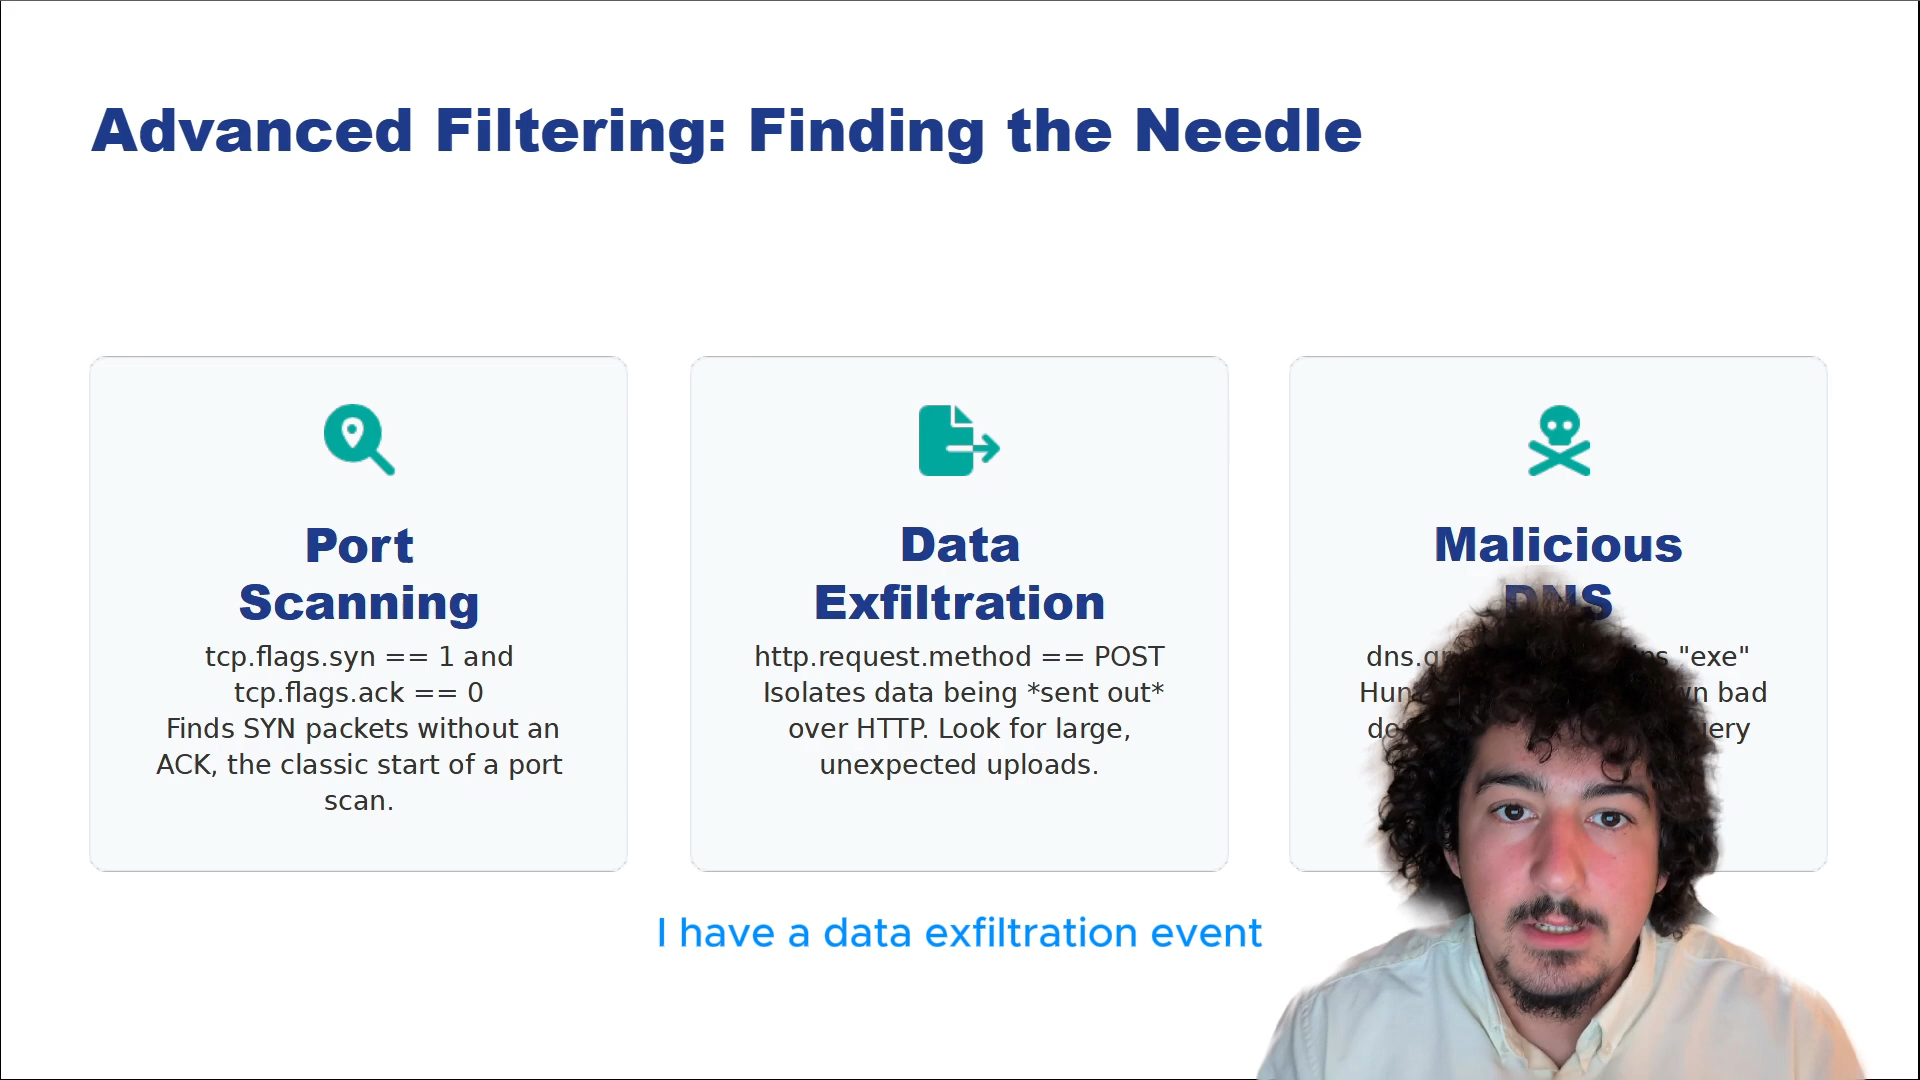 Advanced Filtering: Finding the Needle
Port
Scanning
tcp.flags.syn == 1 and
tcp.flags.ack == 0
Finds SYN packets without an
ACK, the classic start of a port
scan.
Data
Exfiltration
http.request.method == POST
Isolates data being *sent out*
over HTTP. Look for large,
unexpected uploads.
Malicious
DNS
"exe"
bad
I have a data exfiltration event